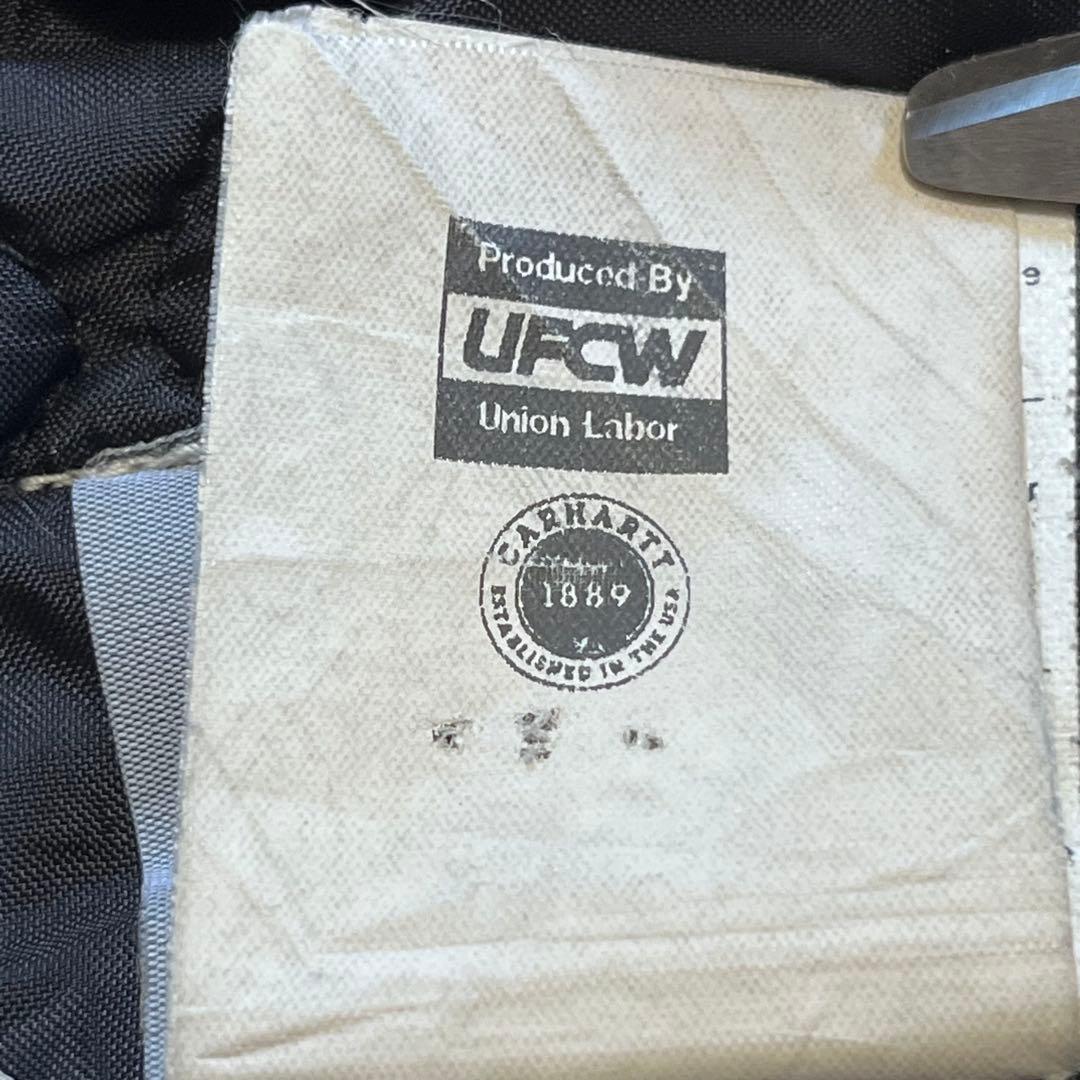 Produced By
UFCW
Union Labor
CARHARTT
1889
ESTABLISHED IN THE USA
e
r